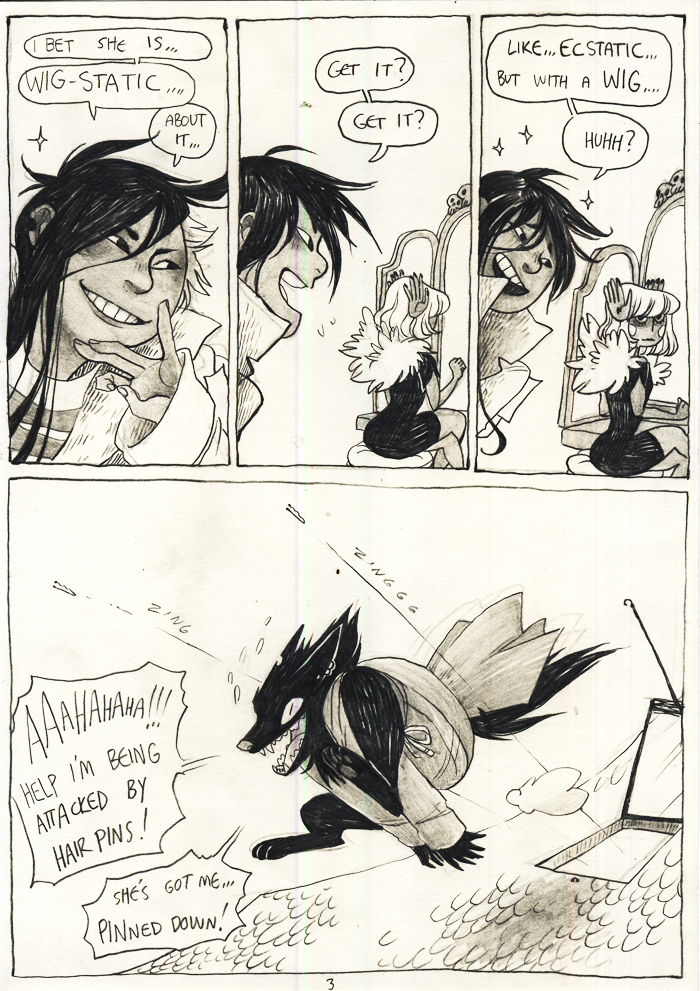 I BET SHE IS...
WIG-STATIC....
ABOUT
IT...
GET IT?
GET IT?
LIKE...ECSTATIC...
BUT WITH A WIG....
HUHH?
ZINGGG
ZING
AAAHAHAHA!!!
HELP I'M BEING
ATTACKED BY
HAIR PINS!
SHE'S GOT ME...
PINNED DOWN!
3